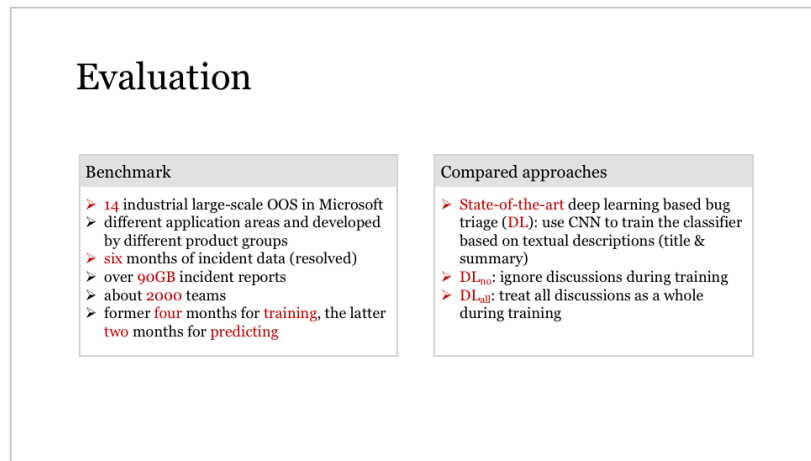 Evaluation
Benchmark
➢ 14 industrial large-scale OOS in Microsoft
➢ different application areas and developed
by different product groups
➢ six months of incident data (resolved)
➢ over 90GB incident reports
➢ about 2000 teams
➢ former four months for training, the latter
two months for predicting
Compared approaches
➢ State-of-the-art deep learning based bug
triage (DL): use CNN to train the classifier
based on textual descriptions (title &
summary)
➢ DLno: ignore discussions during training
➢ DLall: treat all discussions as a whole
during training